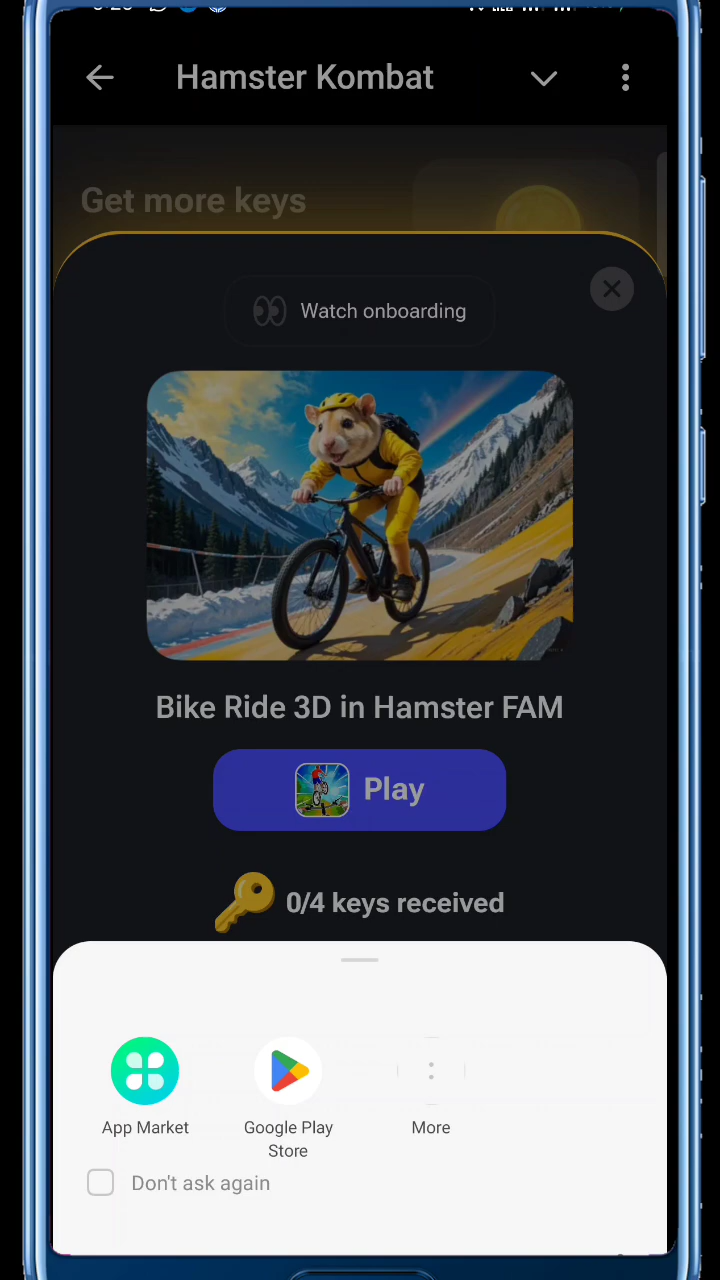 Hamster Kombat
Get more keys
Watch onboarding
Bike Ride 3D in Hamster FAM
Play
0/4 keys received
App Market
Google Play
Store
More
Don't ask again